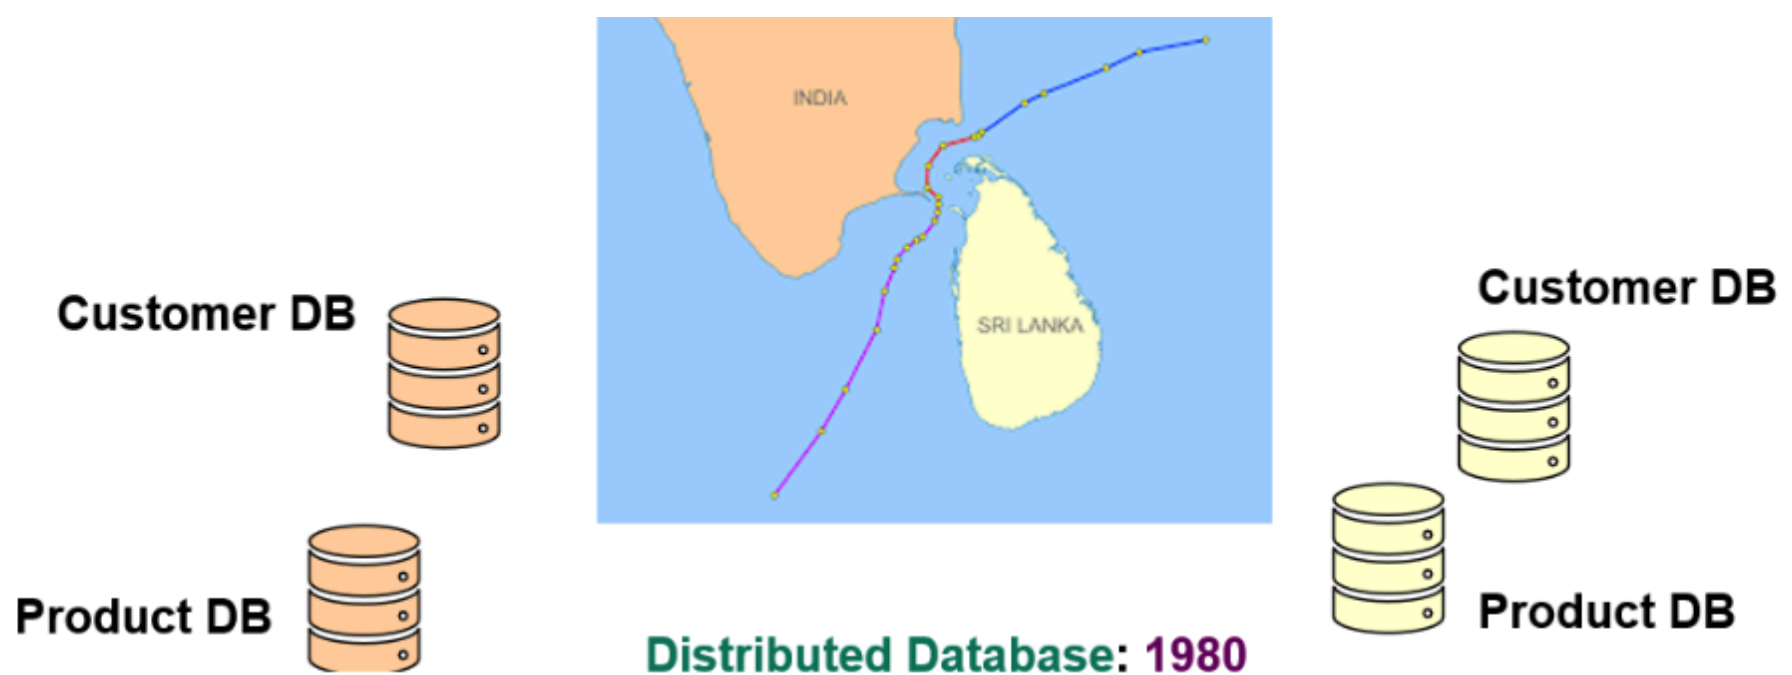 INDIA
Customer DB
Customer DB
SRI LANKA
Product DB
Product DB
Distributed Database: 1980